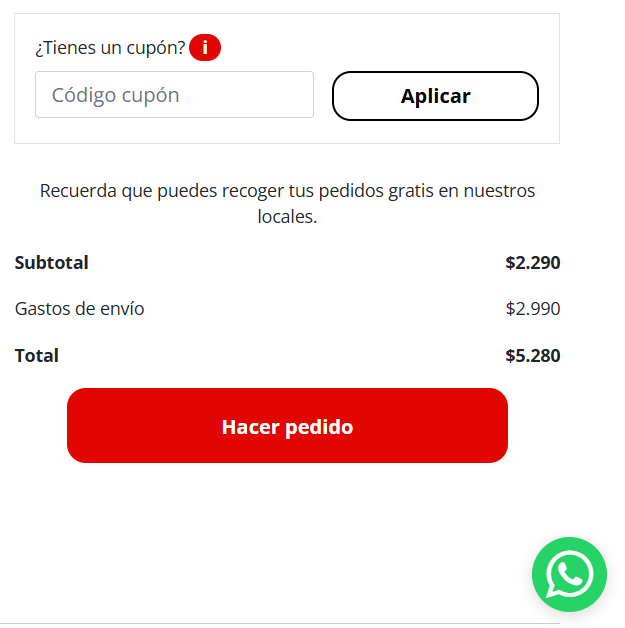 ¿Tienes un cupón? i
Código cupón
Aplicar
Recuerda que puedes recoger tus pedidos gratis en nuestros
locales.
Subtotal $2.290
Gastos de envío $2.990
Total $5.280
Hacer pedido